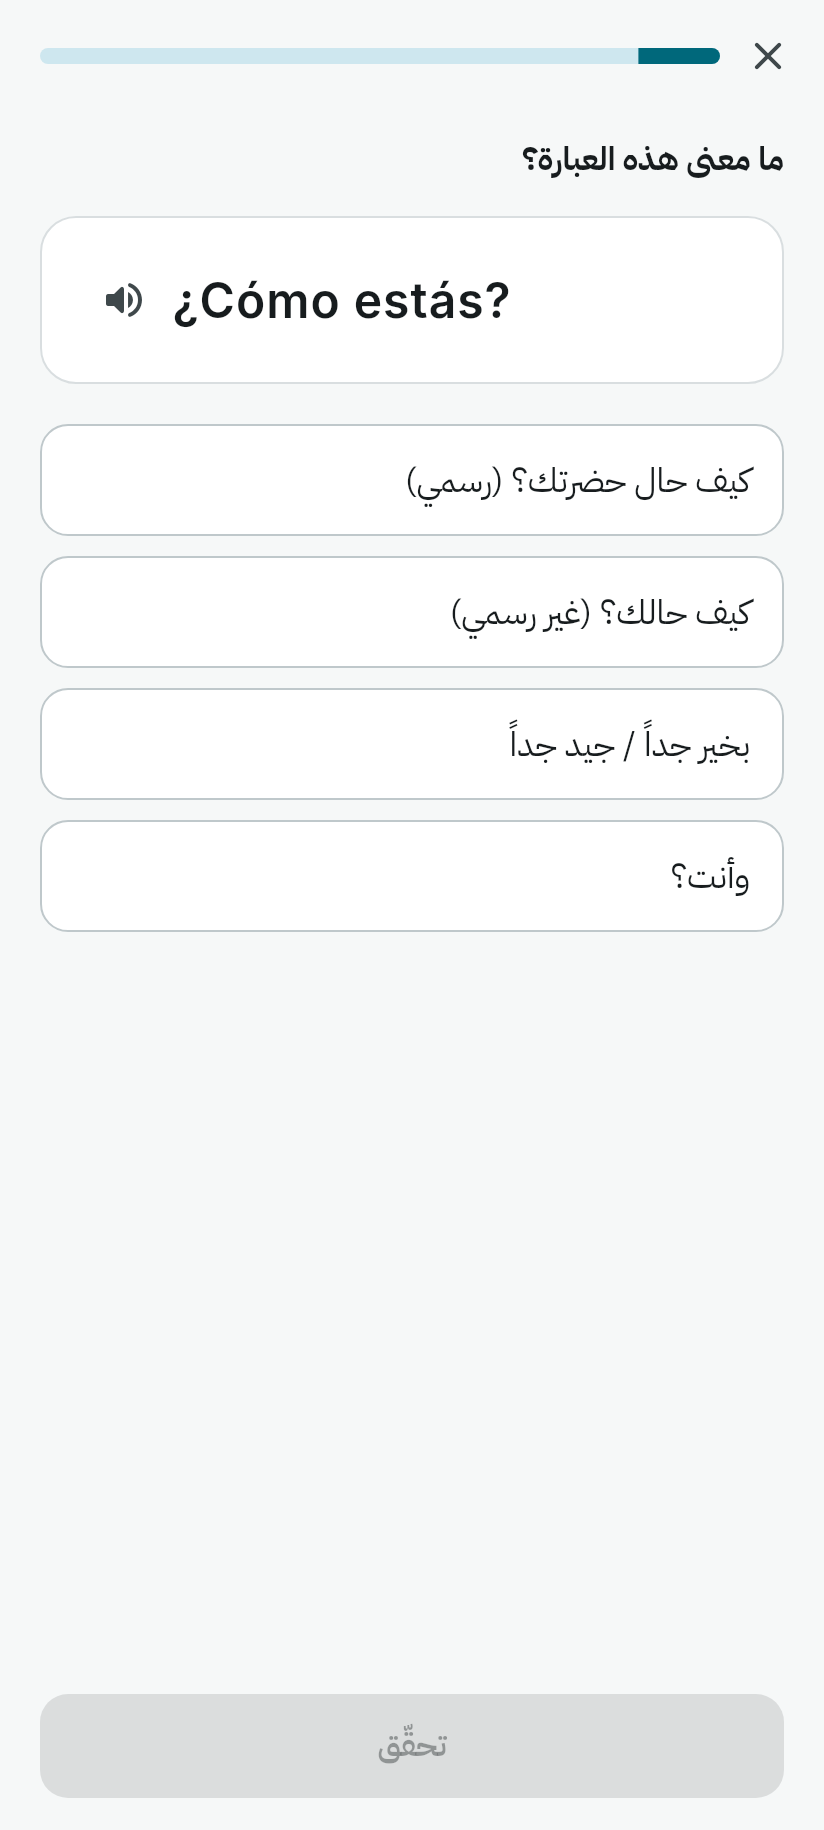 ما معنى هذه العبارة؟
¿Cómo estás?
كيف حال حضرتك؟ (رسمي)
كيف حالك؟ (غير رسمي)
بخير جداً / جيد جداً
وأنت؟
تحقّق